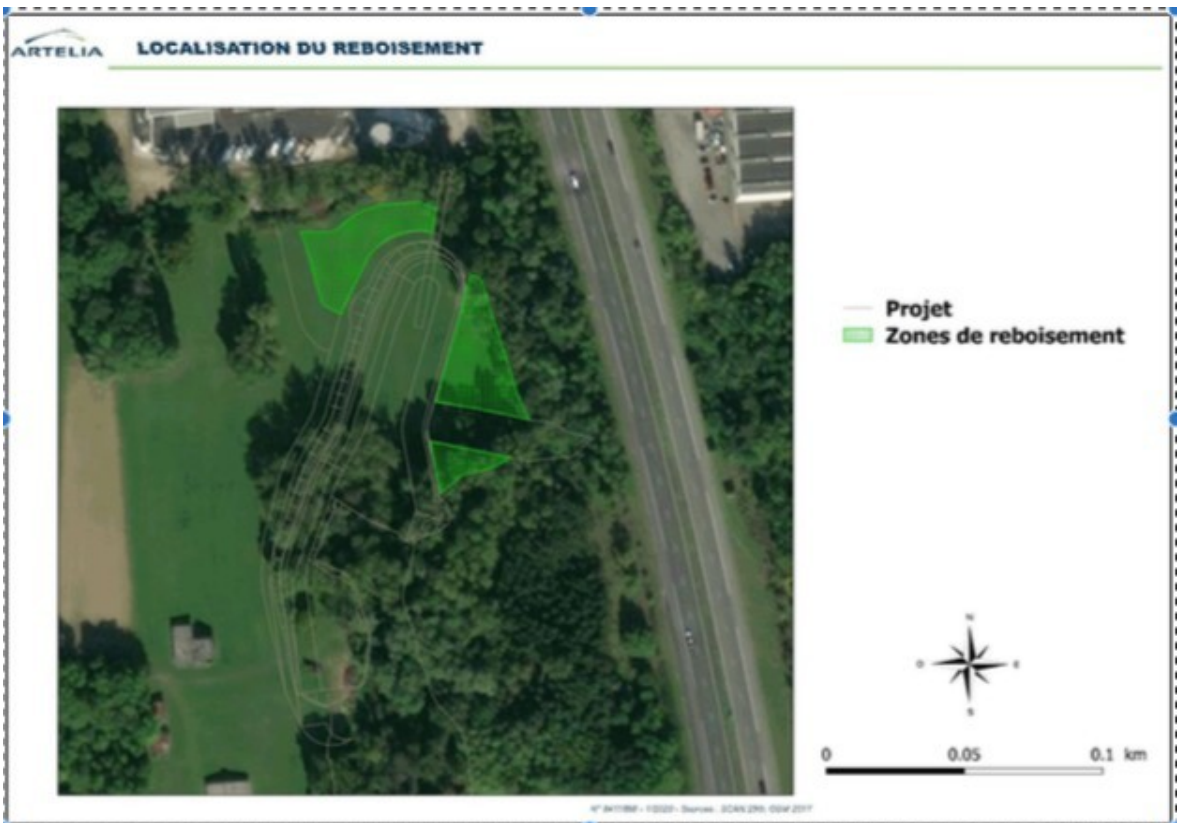 ARTELIA
LOCALISATION DU REBOISEMENT
Projet
Zones de reboisement
N
O E
S
0 0.05 0.1 km